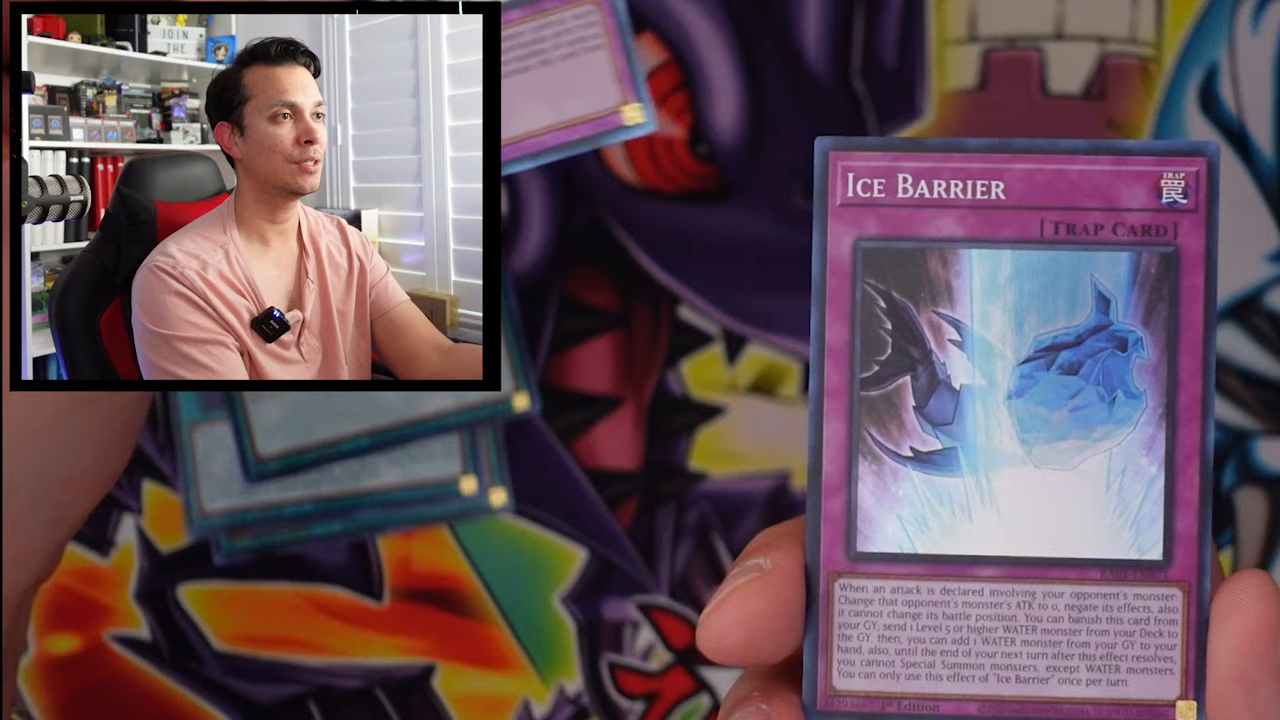 JOIN
THE
ICE BARRIER
TRAP
罠
[TRAP CARD]
When an attack is declared involving your opponent's monster:
Change that opponent's monster's ATK to 0, negate its effects, also
it cannot change its battle position. You can banish this card from
your GY; send 1 Level 5 or higher WATER monster from your Deck to
the GY, then, you can add 1 WATER monster from your GY to your
hand, also, until the end of your next turn after this effect resolves,
you cannot Special Summon monsters, except WATER monsters.
You can only use this effect of "Ice Barrier" once per turn.
1st Edition